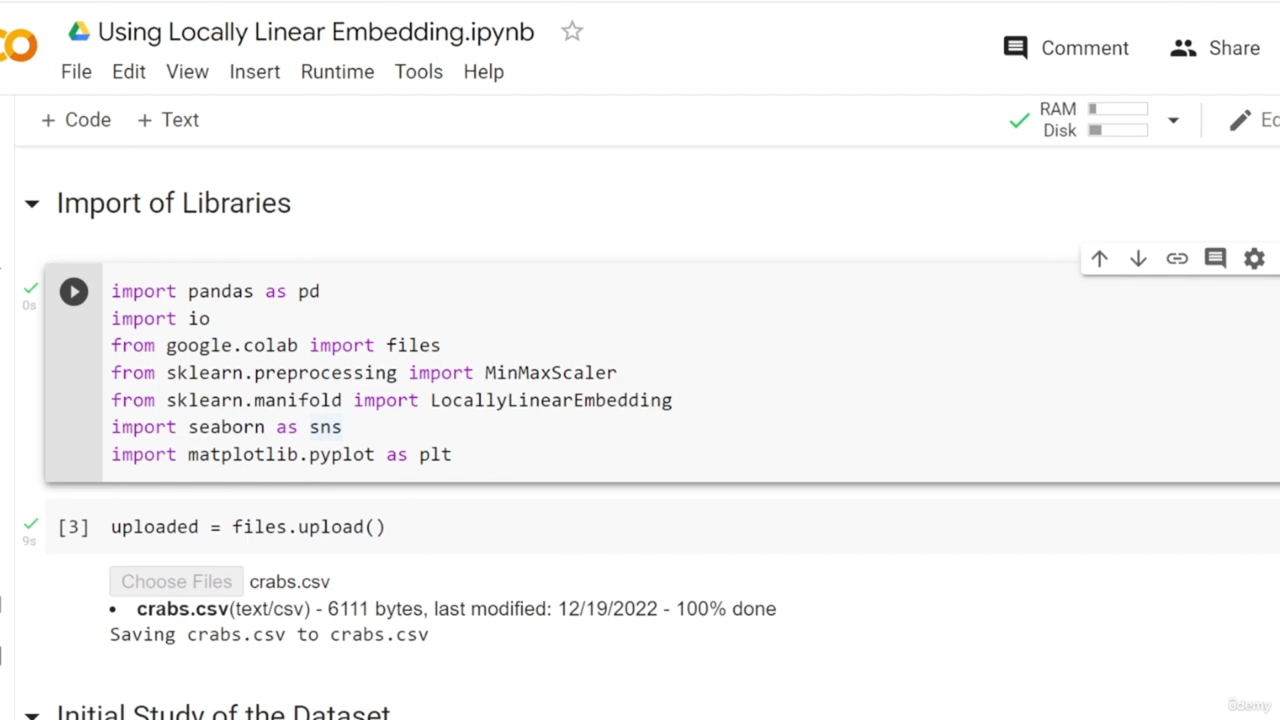 Using Locally Linear Embedding.ipynb
Comment
Share
File Edit View Insert Runtime Tools Help
+ Code + Text
RAM
Disk
Ed
Import of Libraries
0s
import pandas as pd
import io
from google.colab import files
from sklearn.preprocessing import MinMaxScaler
from sklearn.manifold import LocallyLinearEmbedding
import seaborn as sns
import matplotlib.pyplot as plt
9s
[3] uploaded = files.upload()
Choose Files crabs.csv
• crabs.csv(text/csv) - 6111 bytes, last modified: 12/19/2022 - 100% done
Saving crabs.csv to crabs.csv
Initial Study of the Dataset
ûdemy